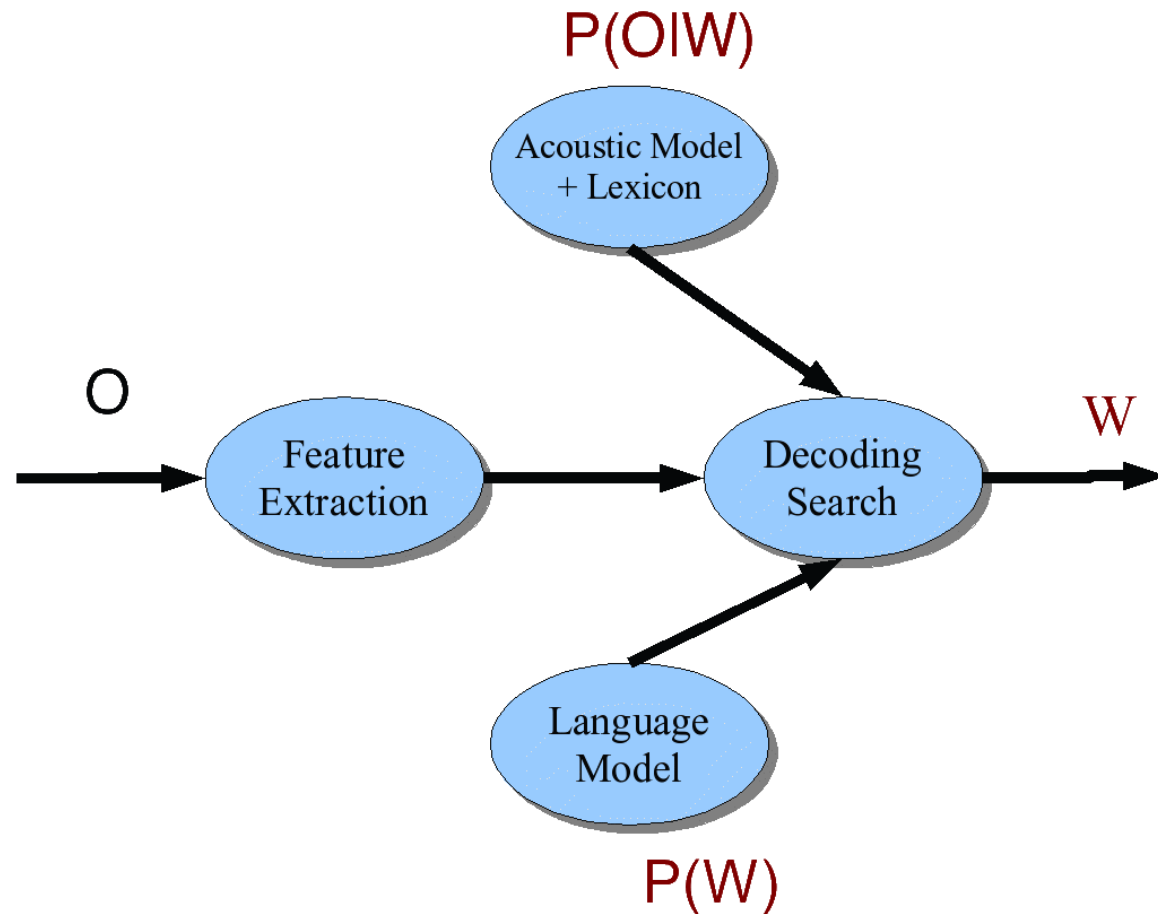 P(O|W)
Acoustic Model
+ Lexicon
O
Feature
Extraction
Decoding
Search
W
Language
Model
P(W)